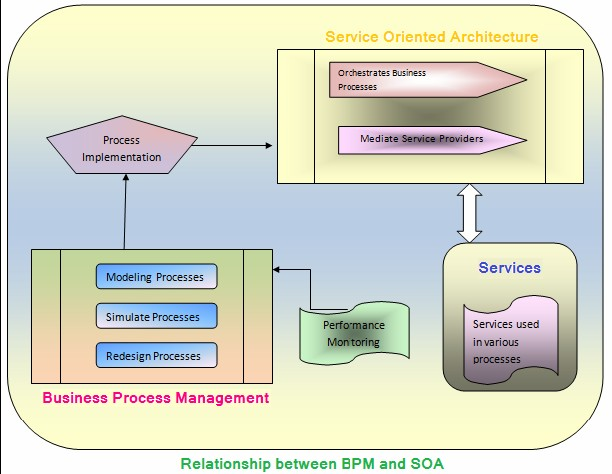 Service Oriented Architecture
Orchestrates Business
Processes
Mediate Service Providers
Process
Implementation
Modeling Processes
Simulate Processes
Redesign Processes
Business Process Management
Performance
Monitoring
Services
Services used
in various
processes
Relationship between BPM and SOA